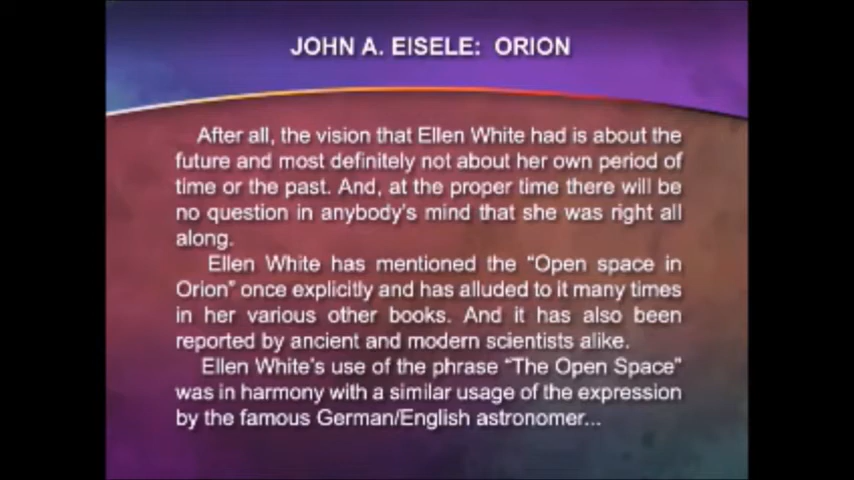 JOHN A. EISELE: ORION
After all, the vision that Ellen White had is about the
future and most definitely not about her own period of
time or the past. And, at the proper time there will be
no question in anybody's mind that she was right all
along.
Ellen White has mentioned the “Open space in
Orion” once explicitly and has alluded to it many times
in her various other books. And it has also been
reported by ancient and modern scientists alike.
Ellen White's use of the phrase “The Open Space”
was in harmony with a similar usage of the expression
by the famous German/English astronomer...